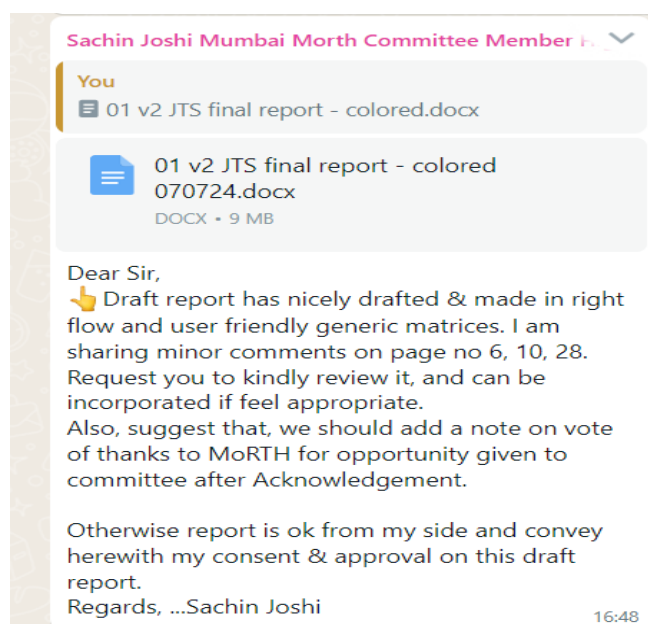 Sachin Joshi Mumbai Morth Committee Member
You
01 v2 JTS final report - colored.docx
01 v2 JTS final report - colored
070724.docx
DOCX • 9 MB
Dear Sir,
👆 Draft report has nicely drafted & made in right
flow and user friendly generic matrices. I am
sharing minor comments on page no 6, 10, 28.
Request you to kindly review it, and can be
incorporated if feel appropriate.
Also, suggest that, we should add a note on vote
of thanks to MoRTH for opportunity given to
committee after Acknowledgement.
Otherwise report is ok from my side and convey
herewith my consent & approval on this draft
report.
Regards, ...Sachin Joshi
16:48